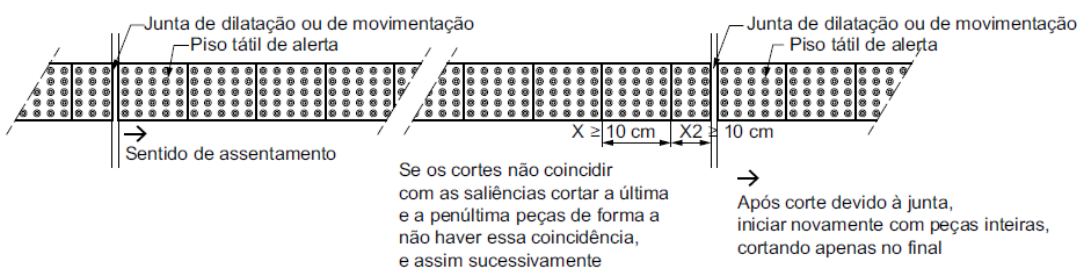 Junta de dilatação ou de movimentação
Piso tátil de alerta
Junta de dilatação ou de movimentação
Piso tátil de alerta
X ≥ 10 cm
X2 ≥ 10 cm
Sentido de assentamento
Se os cortes não coincidir
com as saliências cortar a última
e a penúltima peças de forma a
não haver essa coincidência,
e assim sucessivamente
Após corte devido à junta,
iniciar novamente com peças inteiras,
cortando apenas no final